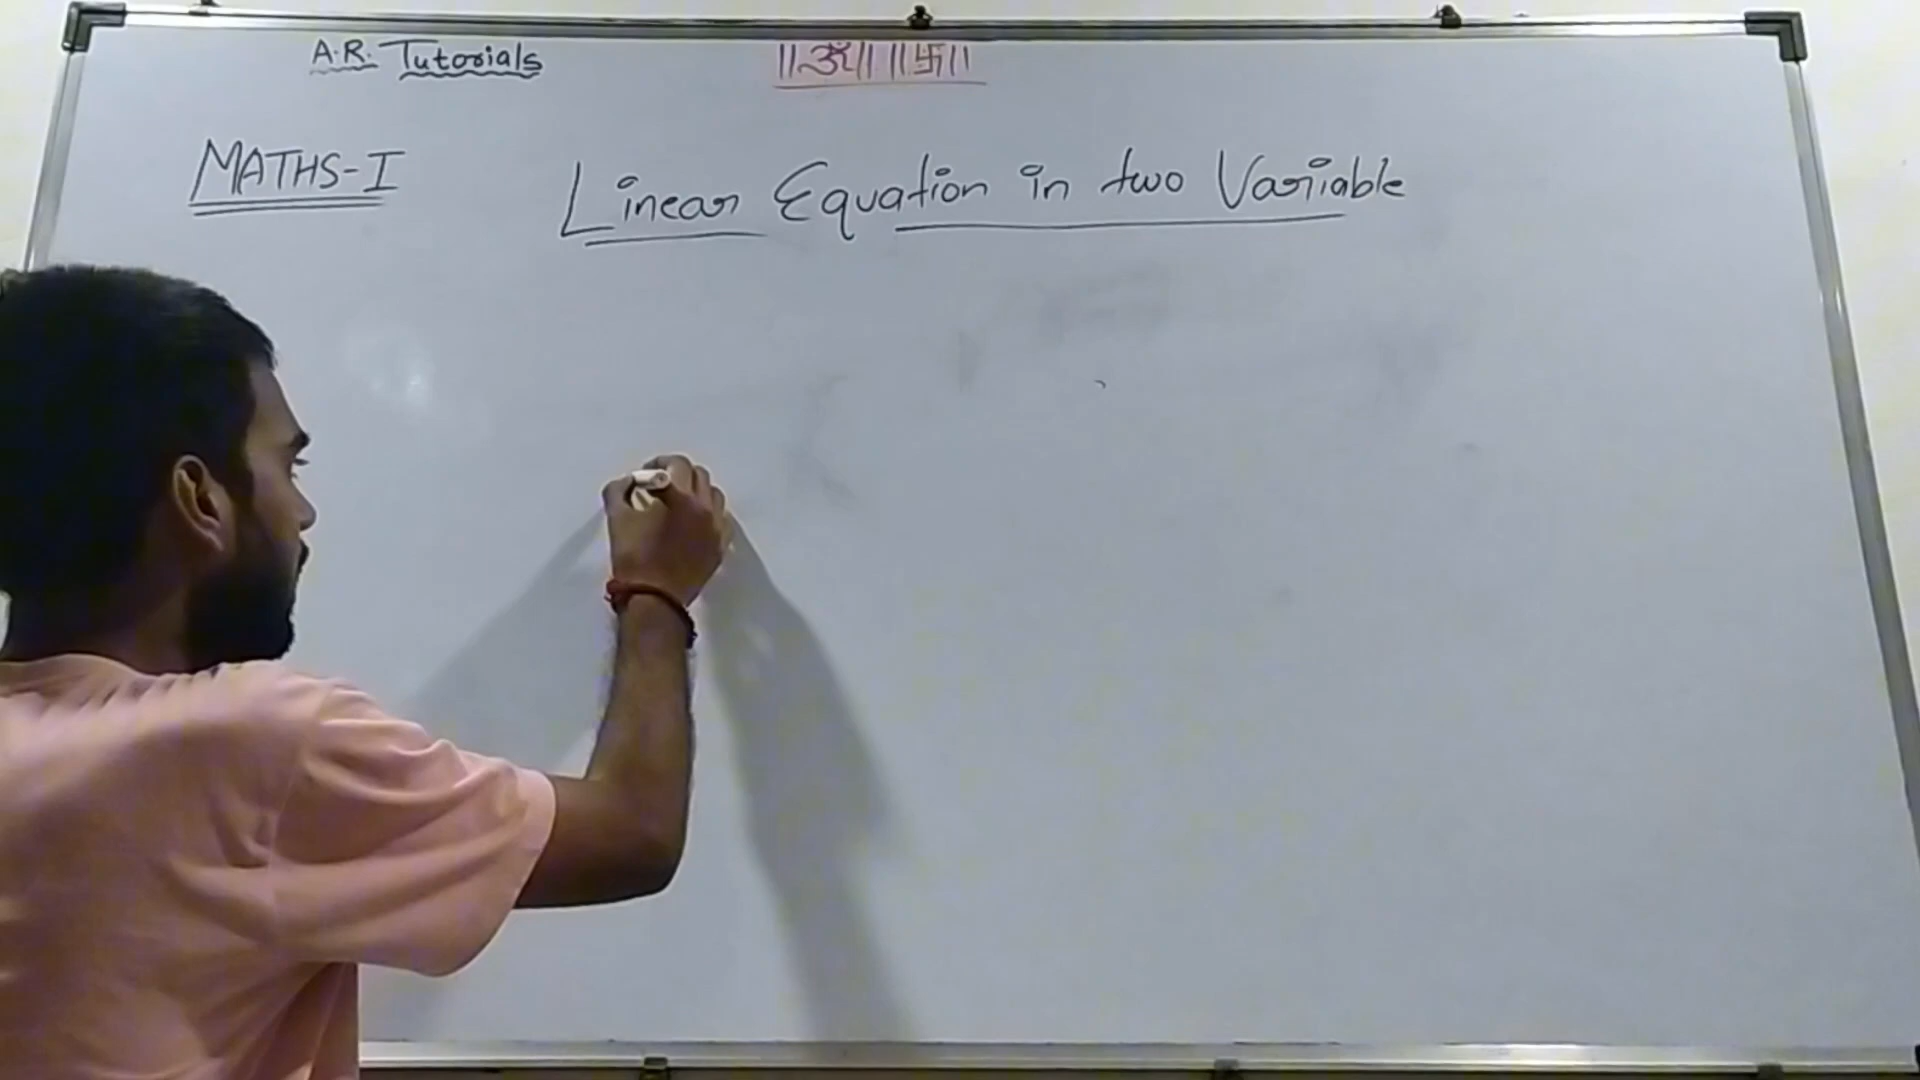 A.R. Tutorials ||ॐ|| ||卐||
MATHS-I
Linear Equation in two Variable